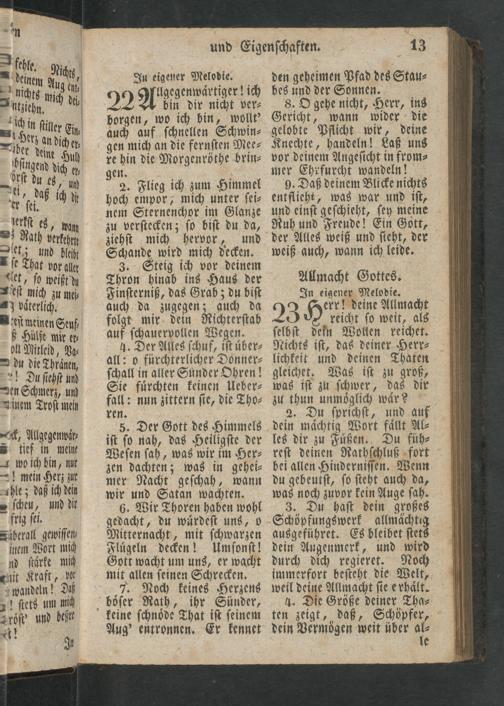 und Eigenschaften. 13
In eigener Melodie.
22 Allgegenwärtiger! ich
bin dir nicht ver-
borgen, wo ich bin, wollt'
auch auf schnellen Schwin-
gen mich an die fernsten Mee-
re hin die Morgenröthe brin-
gen.
2. Flieg ich zum Himmel
hoch empor, mich unter sei-
nem Sternenchor im Glanze
zu verstecken; so bist du da,
ziehst mich hervor, und
Schande wird mich decken.
3. Steig ich vor deinem
Thron hinab ins Haus der
Finsterniß, das Grab; du bist
auch da zugegen; auch da
folgt mir dein Richterstab
auf schauervollen Wegen.
4. Der Alles schuf, ist über-
all: o fürchterlicher Donner-
schall in aller Sünder Ohren!
Sie fürchten keinen Ueber-
fall: nun zittern sie, die Tho-
ren.
5. Der Gott des Himmels
ist so nah, das Heiligste der
Wesen sah, was wir im Her-
zen dachten; was in gehei-
mer Nacht geschah, wann
wir und Satan wachten.
6. Wir Thoren haben wohl
gedacht, du würdest uns, o
Mitternacht, mit schwarzen
Flügeln decken! Umsonst!
Gott wacht um uns, er wacht
mit allen seinen Schrecken.
7. Noch keines Herzens
böser Rath, ihr Sünder,
keine schnöde That ist seinem
Aug' entronnen. Er kennet
den geheimen Pfad des Stau-
bes und der Sonnen.
8. O gehe nicht, Herr, ins
Gericht, wann wider die
gelobte Pflicht wir, deine
Knechte, handeln! Laß uns
vor deinem Angesicht in from-
mer Ehrfurcht wandeln!
9. Daß deinem Blicke nichts
entflieht, was war und ist,
und einst geschieht, sey meine
Ruh und Freude! Ein Gott,
der Alles weiß und sieht, der
weiß auch, wann ich leide.
Allmacht Gottes.
In eigener Melodie.
23 Herr! deine Allmacht
reicht so weit, als
selbst dein Wollen reichet.
Nichts ist, das deiner Herr-
lichkeit und deinen Thaten
gleichet. Was ist zu groß,
was ist zu schwer, das dir
zu thun unmöglich wär?
2. Du sprichst, und auf
dein mächtig Wort fällt Al-
les dir zu Füßen. Du füh-
rest deinen Rathschluß fort
bei allen Hindernissen. Wenn
du gebeutst, so steht auch da,
was noch zuvor kein Auge sah.
3. Du hast dein großes
Schöpfungswerk allmächtig
ausgeführet. Es bleibet stets
dein Augenmerk, und wird
durch dich regieret. Noch
immerfort besteht die Welt,
weil deine Allmacht sie erhält.
4. Die Größe deiner Tha-
ten zeigt, daß, Schöpfer,
dein Vermögen weit über al-
le